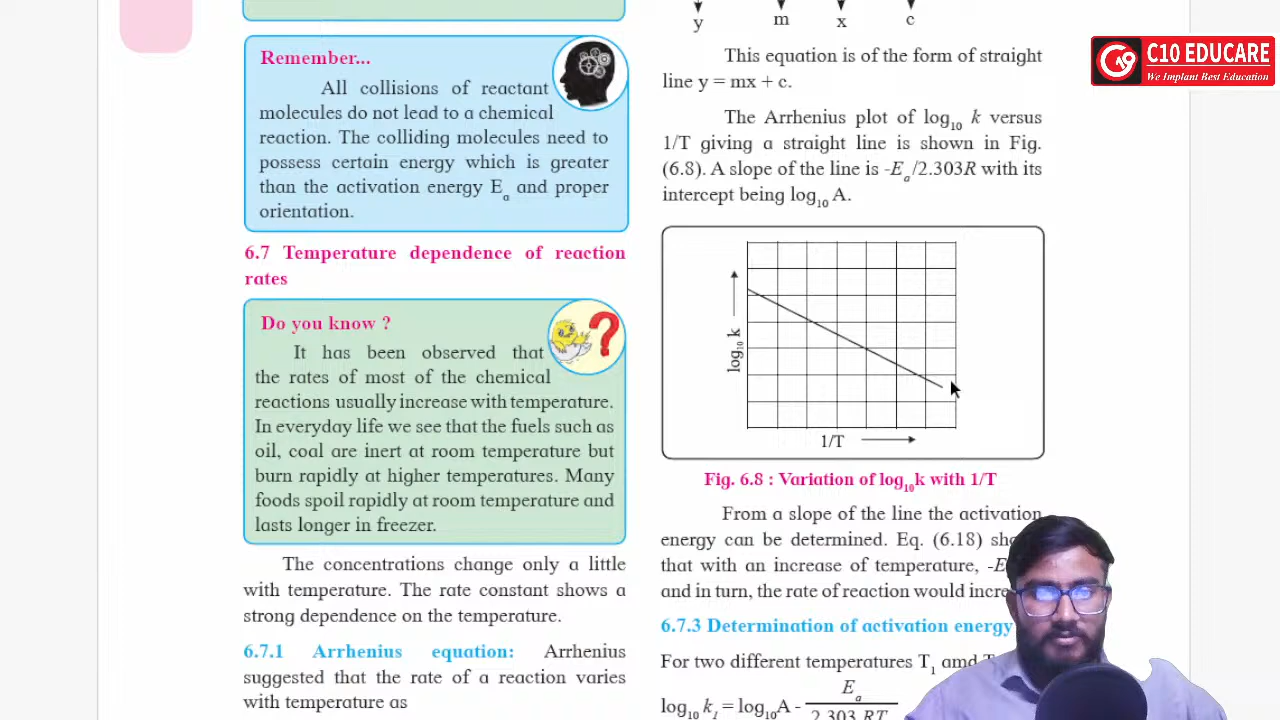 Remember...
All collisions of reactant
molecules do not lead to a chemical
reaction. The colliding molecules need to
possess certain energy which is greater
than the activation energy Ea and proper
orientation.
6.7 Temperature dependence of reaction
rates
Do you know ?
It has been observed that
the rates of most of the chemical
reactions usually increase with temperature.
In everyday life we see that the fuels such as
oil, coal are inert at room temperature but
burn rapidly at higher temperatures. Many
foods spoil rapidly at room temperature and
lasts longer in freezer.
The concentrations change only a little
with temperature. The rate constant shows a
strong dependence on the temperature.
6.7.1 Arrhenius equation: Arrhenius
suggested that the rate of a reaction varies
with temperature as
y m x c
This equation is of the form of straight
line y = mx + c.
The Arrhenius plot of log10 k versus
1/T giving a straight line is shown in Fig.
(6.8). A slope of the line is -Ea/2.303R with its
intercept being log10 A.
log10 k
1/T
Fig. 6.8 : Variation of log10k with 1/T
From a slope of the line the activation
energy can be determined. Eq. (6.18)
that with an increase of temperature,
and in turn, the rate of reaction would
6.7.3 Determination of activation energy
For two different temperatures T1 amd
Ea
log10 k1 = log10A -
2.303 RT
C10 EDUCARE
We Implant Best Education